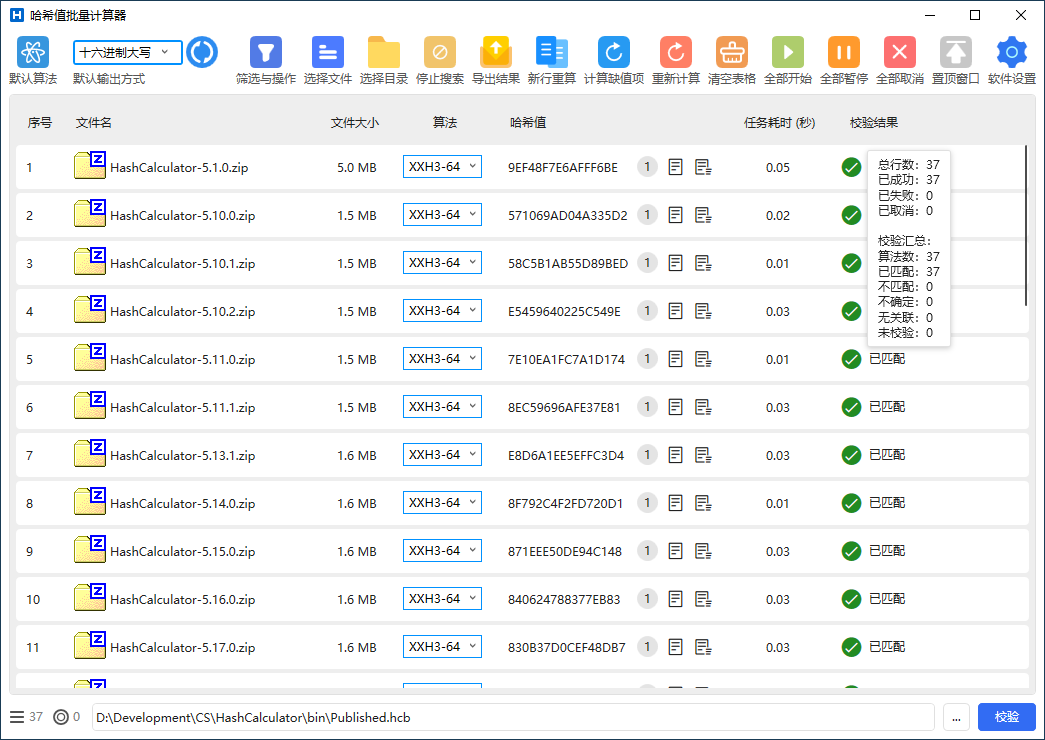 哈希值批量计算器
十六进制大写
默认算法 默认输出方式 筛选与操作 选择文件 选择目录 停止搜索 导出结果 新行重算 计算缺值项 重新计算 清空表格 全部开始 全部暂停 全部取消 置顶窗口 软件设置
序号 文件名 文件大小 算法 哈希值 任务耗时 (秒) 校验结果
1 HashCalculator-5.1.0.zip 5.0 MB XXH3-64 9EF48F7E6AFFF6BE 1 0.05
2 HashCalculator-5.10.0.zip 1.5 MB XXH3-64 571069AD04A335D2 1 0.02
3 HashCalculator-5.10.1.zip 1.5 MB XXH3-64 58C5B1AB55D89BED 1 0.01
4 HashCalculator-5.10.2.zip 1.5 MB XXH3-64 E5459640225C549E 1 0.03
总行数: 37
已成功: 37
已失败: 0
已取消: 0
校验汇总:
算法数: 37
已匹配: 37
不匹配: 0
不确定: 0
无关联: 0
未校验: 0
5 HashCalculator-5.11.0.zip 1.5 MB XXH3-64 7E10EA1FC7A1D174 1 0.01 已匹配
6 HashCalculator-5.11.1.zip 1.5 MB XXH3-64 8EC59696AFE37E81 1 0.03 已匹配
7 HashCalculator-5.13.1.zip 1.6 MB XXH3-64 E8D6A1EE5EFFC3D4 1 0.03 已匹配
8 HashCalculator-5.14.0.zip 1.6 MB XXH3-64 8F792C4F2FD720D1 1 0.01 已匹配
9 HashCalculator-5.15.0.zip 1.6 MB XXH3-64 871EEE50DE94C148 1 0.03 已匹配
10 HashCalculator-5.16.0.zip 1.6 MB XXH3-64 840624788377EB83 1 0.03 已匹配
11 HashCalculator-5.17.0.zip 1.6 MB XXH3-64 830B37D0CEF48DB7 1 0.03 已匹配
37 0 D:\Development\CS\HashCalculator\bin\Published.hcb ... 校验